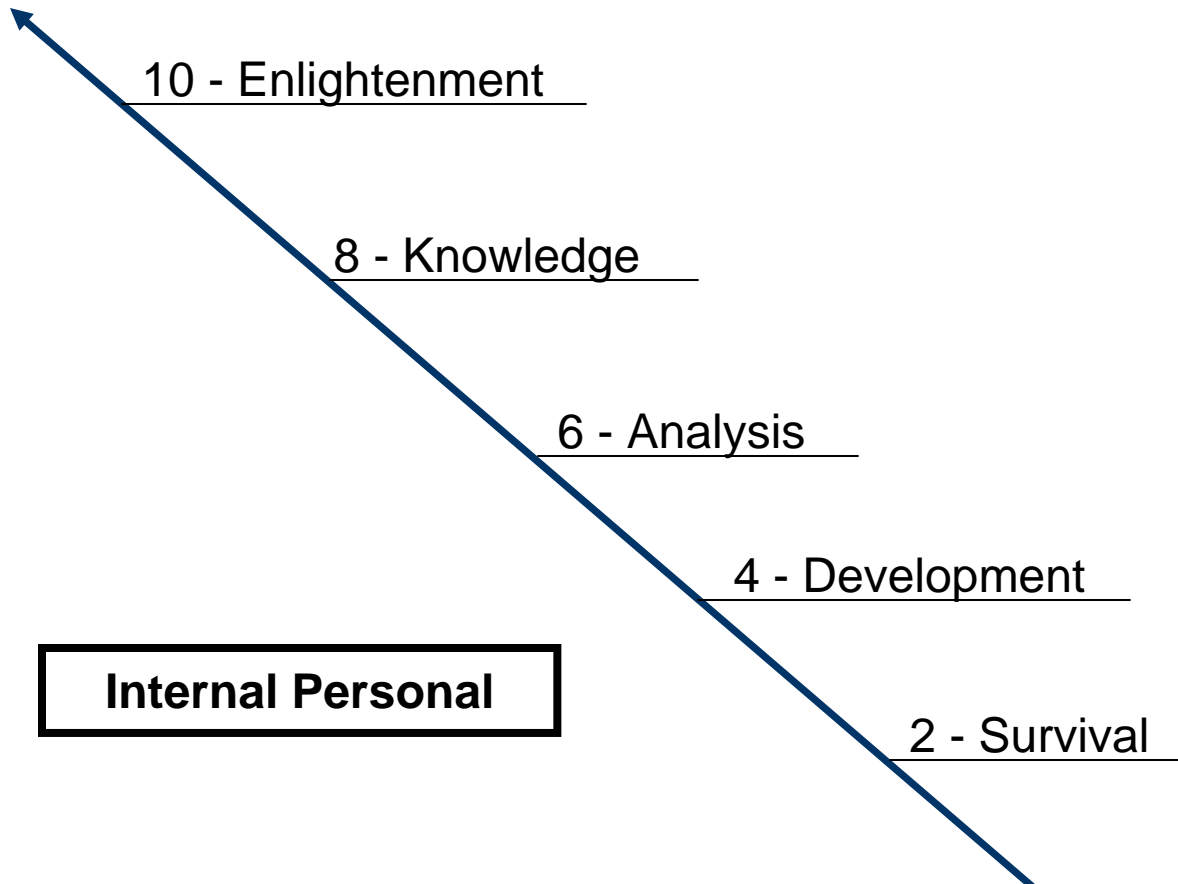 10 - Enlightenment
8 - Knowledge
6 - Analysis
4 - Development
Internal Personal
2 - Survival